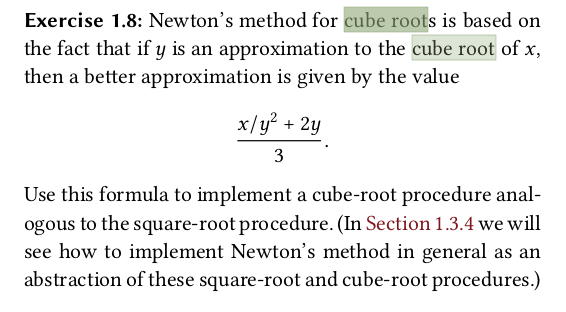 Exercise 1.8: Newton’s method for cube roots is based on
the fact that if y is an approximation to the cube root of x,
then a better approximation is given by the value
x/y² + 2y
3 .
Use this formula to implement a cube-root procedure anal-
ogous to the square-root procedure. (In Section 1.3.4 we will
see how to implement Newton’s method in general as an
abstraction of these square-root and cube-root procedures.)